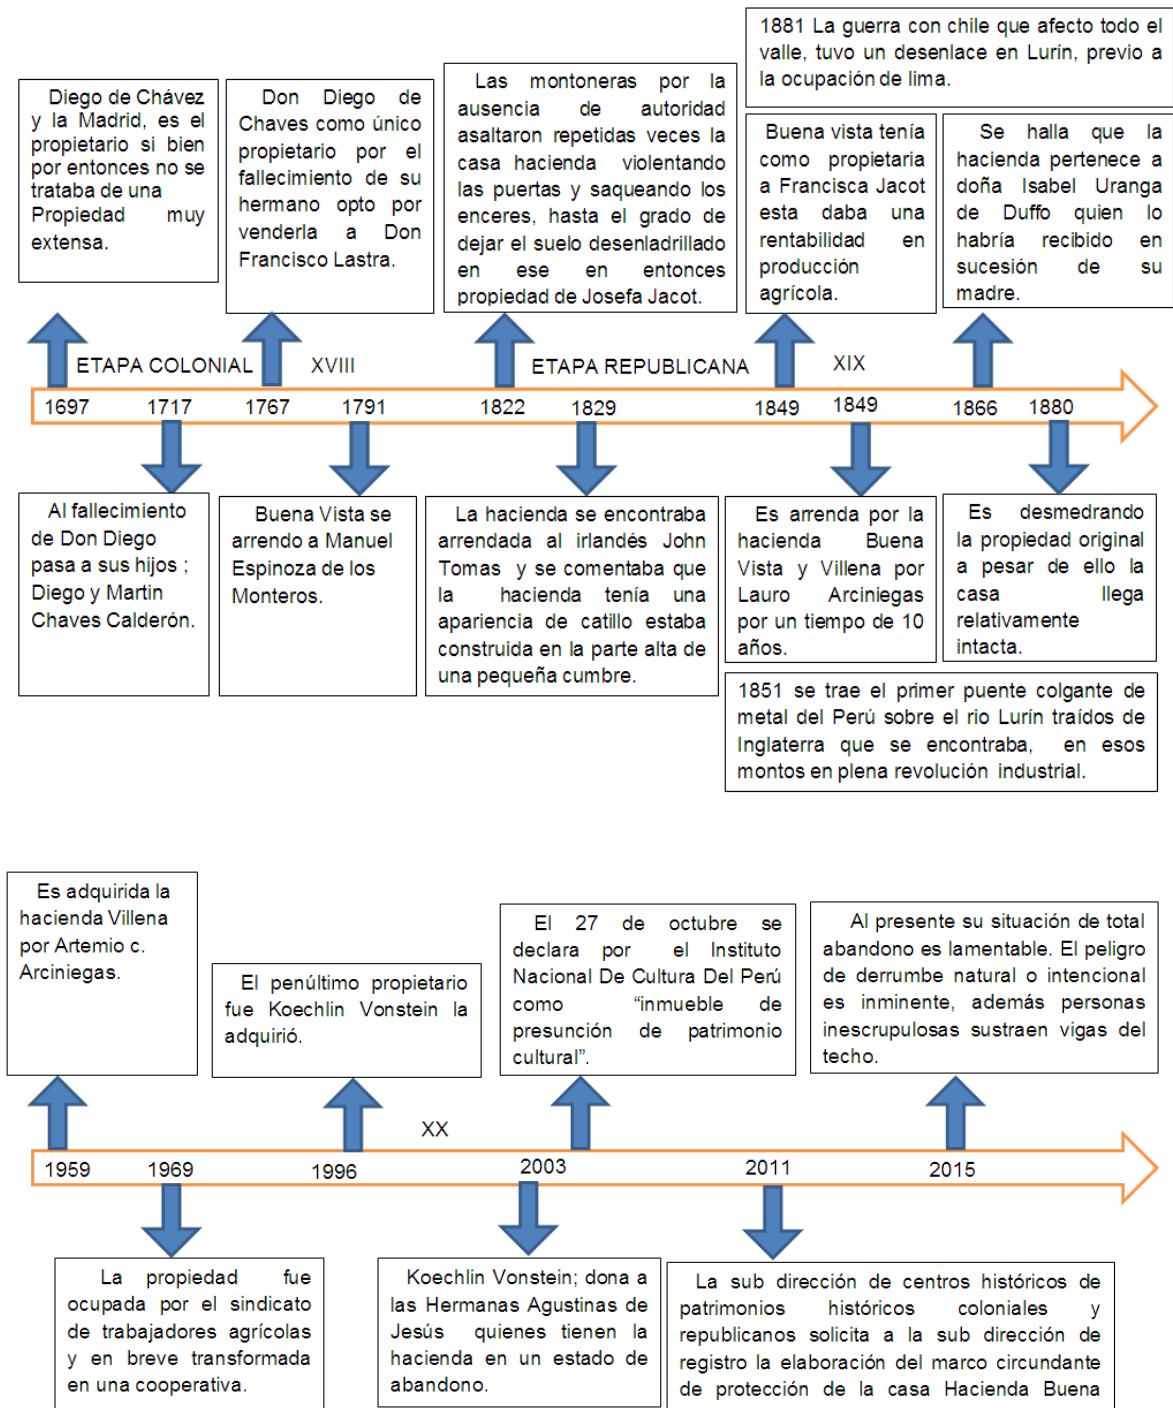 1881 La guerra con chile que afecto todo el
valle, tuvo un desenlace en Lurín, previo a
la ocupación de lima.
Diego de Chávez
y la Madrid, es el
propietario si bien
por entonces no se
trataba de una
Propiedad muy
extensa.
Don Diego de
Chaves como único
propietario por el
fallecimiento de su
hermano opto por
venderla a Don
Francisco Lastra.
Las montoneras por la
ausencia de autoridad
asaltaron repetidas veces la
casa hacienda violentando
las puertas y saqueando los
enceres, hasta el grado de
dejar el suelo desenladrillado
en ese en entonces
propiedad de Josefa Jacot.
Buena vista tenía
como propietaria
a Francisca Jacot
esta daba una
rentabilidad en
producción
agrícola.
Se halla que la
hacienda pertenece a
doña Isabel Uranga
de Duffo quien lo
habría recibido en
sucesión de su
madre.
ETAPA COLONIAL XVIII ETAPA REPUBLICANA XIX
1697 1717 1767 1791 1822 1829 1849 1849 1866 1880
Al fallecimiento
de Don Diego
pasa a sus hijos ;
Diego y Martin
Chaves Calderón.
Buena Vista se
arrendo a Manuel
Espinoza de los
Monteros.
La hacienda se encontraba
arrendada al irlandés John
Tomas y se comentaba que
la hacienda tenía una
apariencia de catillo estaba
construida en la parte alta de
una pequeña cumbre.
Es arrenda por la
hacienda Buena
Vista y Villena por
Lauro Arciniegas
por un tiempo de 10
años.
Es desmedrando
la propiedad original
a pesar de ello la
casa llega
relativamente
intacta.
1851 se trae el primer puente colgante de
metal del Perú sobre el rio Lurín traídos de
Inglaterra que se encontraba, en esos
montos en plena revolución industrial.
Es adquirida la
hacienda Villena
por Artemio c.
Arciniegas.
El penúltimo propietario
fue Koechlin Vonstein la
adquirió.
El 27 de octubre se
declara por el Instituto
Nacional De Cultura Del Perú
como "inmueble de
presunción de patrimonio
cultural".
Al presente su situación de total
abandono es lamentable. El peligro
de derrumbe natural o intencional
es inminente, además personas
inescrupulosas sustraen vigas del
techo.
XX
1959 1969 1996 2003 2011 2015
La propiedad fue
ocupada por el sindicato
de trabajadores agrícolas
y en breve transformada
en una cooperativa.
Koechlin Vonstein; dona a
las Hermanas Agustinas de
Jesús quienes tienen la
hacienda en un estado de
abandono.
La sub dirección de centros históricos de
patrimonios históricos coloniales y
republicanos solicita a la sub dirección de
registro la elaboración del marco circundante
de protección de la casa Hacienda Buena